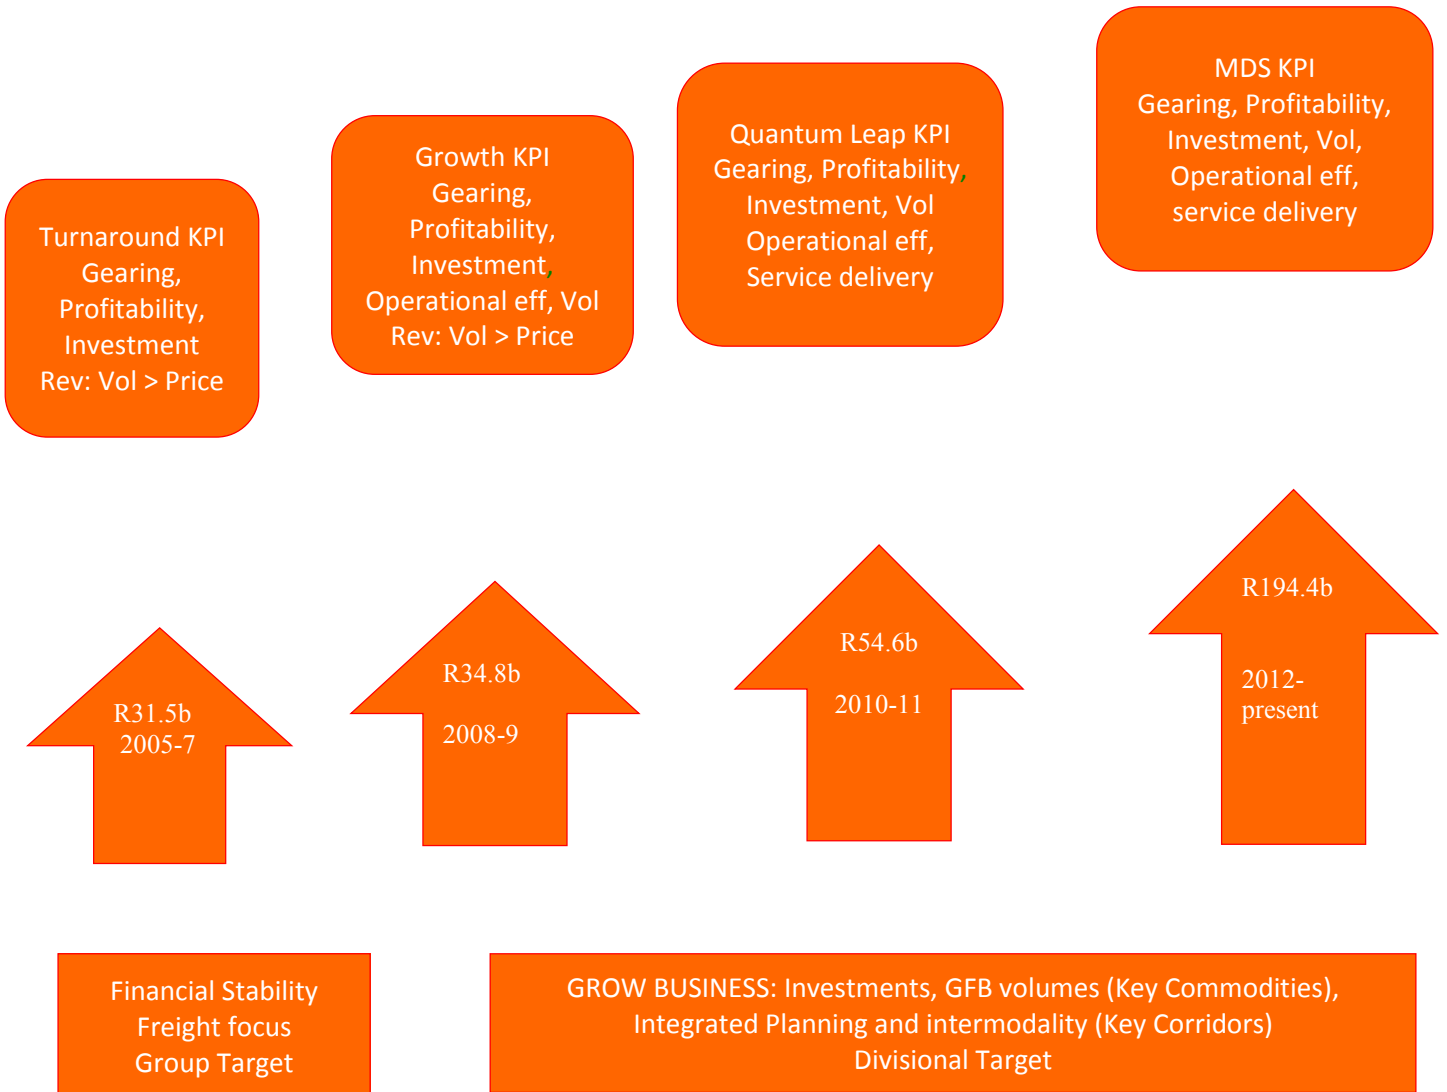 MDS KPI
Gearing, Profitability,
Investment, Vol,
Operational eff,
service delivery
Quantum Leap KPI
Gearing, Profitability,
Investment, Vol
Operational eff,
Service delivery
Growth KPI
Gearing,
Profitability,
Investment,
Operational eff, Vol
Rev: Vol > Price
Turnaround KPI
Gearing,
Profitability,
Investment
Rev: Vol > Price
R194.4b
2012-
present
R54.6b
2010-11
R34.8b
2008-9
R31.5b
2005-7
Financial Stability
Freight focus
Group Target
GROW BUSINESS: Investments, GFB volumes (Key Commodities),
Integrated Planning and intermodality (Key Corridors)
Divisional Target